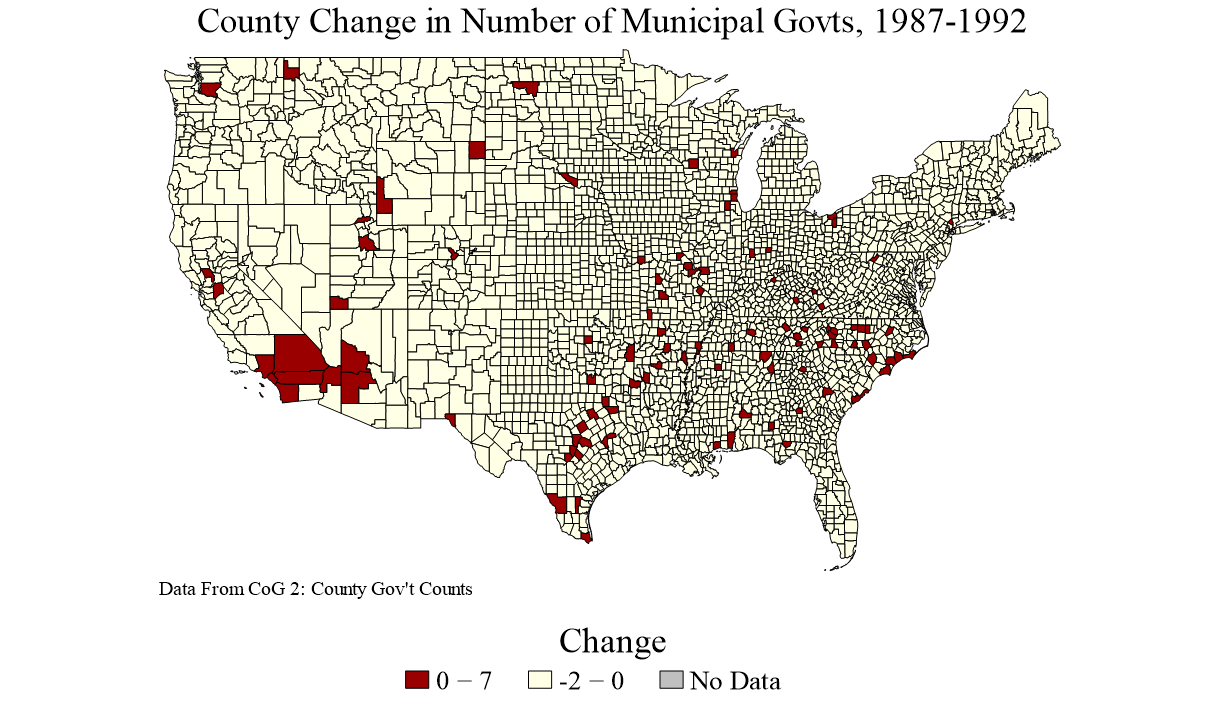 County Change in Number of Municipal Govts, 1987-1992
Data From CoG 2: County Gov't Counts
Change
0 − 7 -2 − 0 No Data